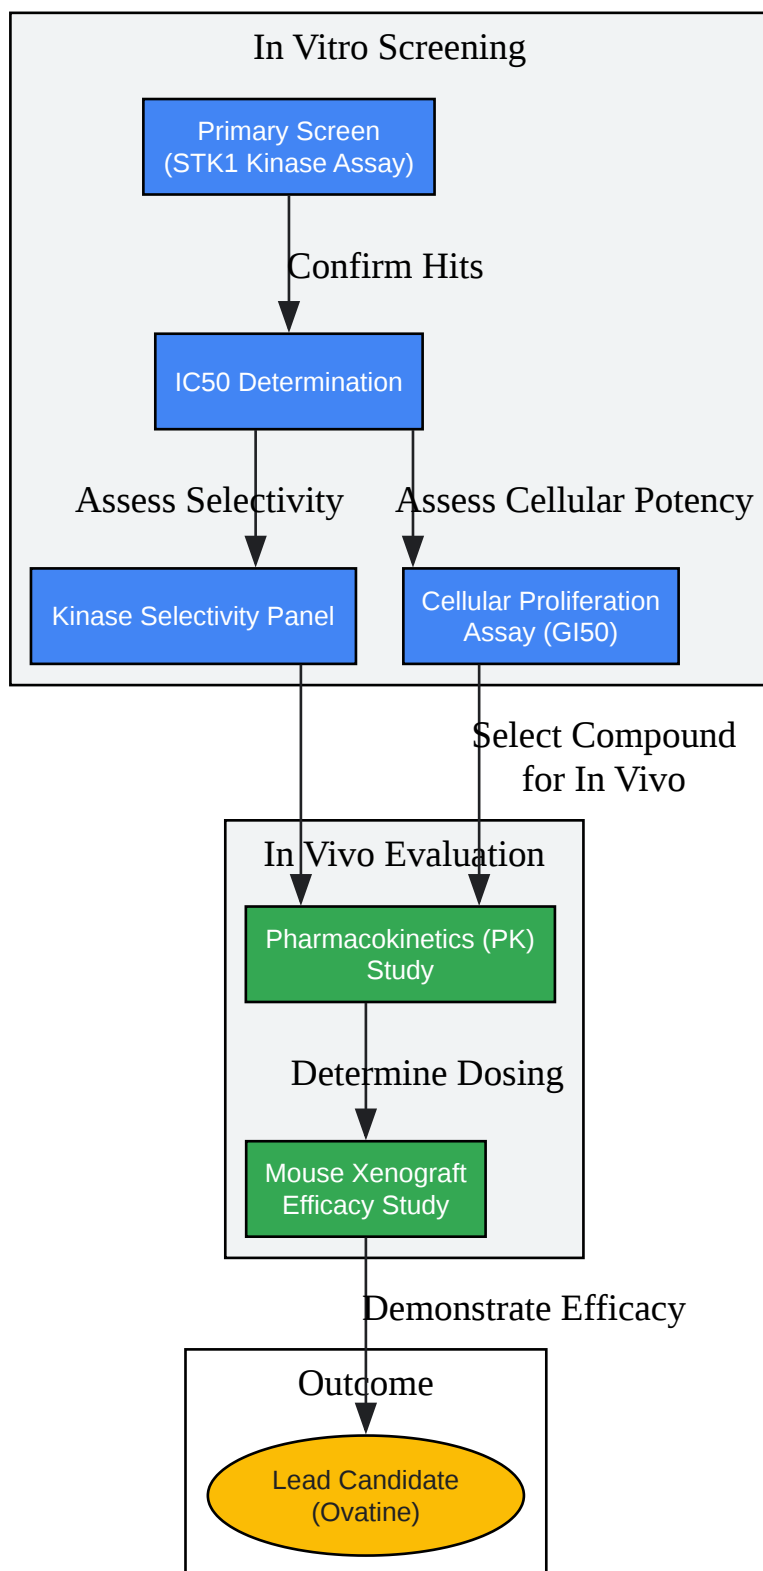 In Vitro Screening
Primary Screen
(STK1 Kinase Assay)
Confirm Hits
IC50 Determination
Assess Selectivity
Assess Cellular Potency
Kinase Selectivity Panel
Cellular Proliferation
Assay (GI50)
Select Compound
for In Vivo
In Vivo Evaluation
Pharmacokinetics (PK)
Study
Determine Dosing
Mouse Xenograft
Efficacy Study
Demonstrate Efficacy
Outcome
Lead Candidate
(Ovatine)